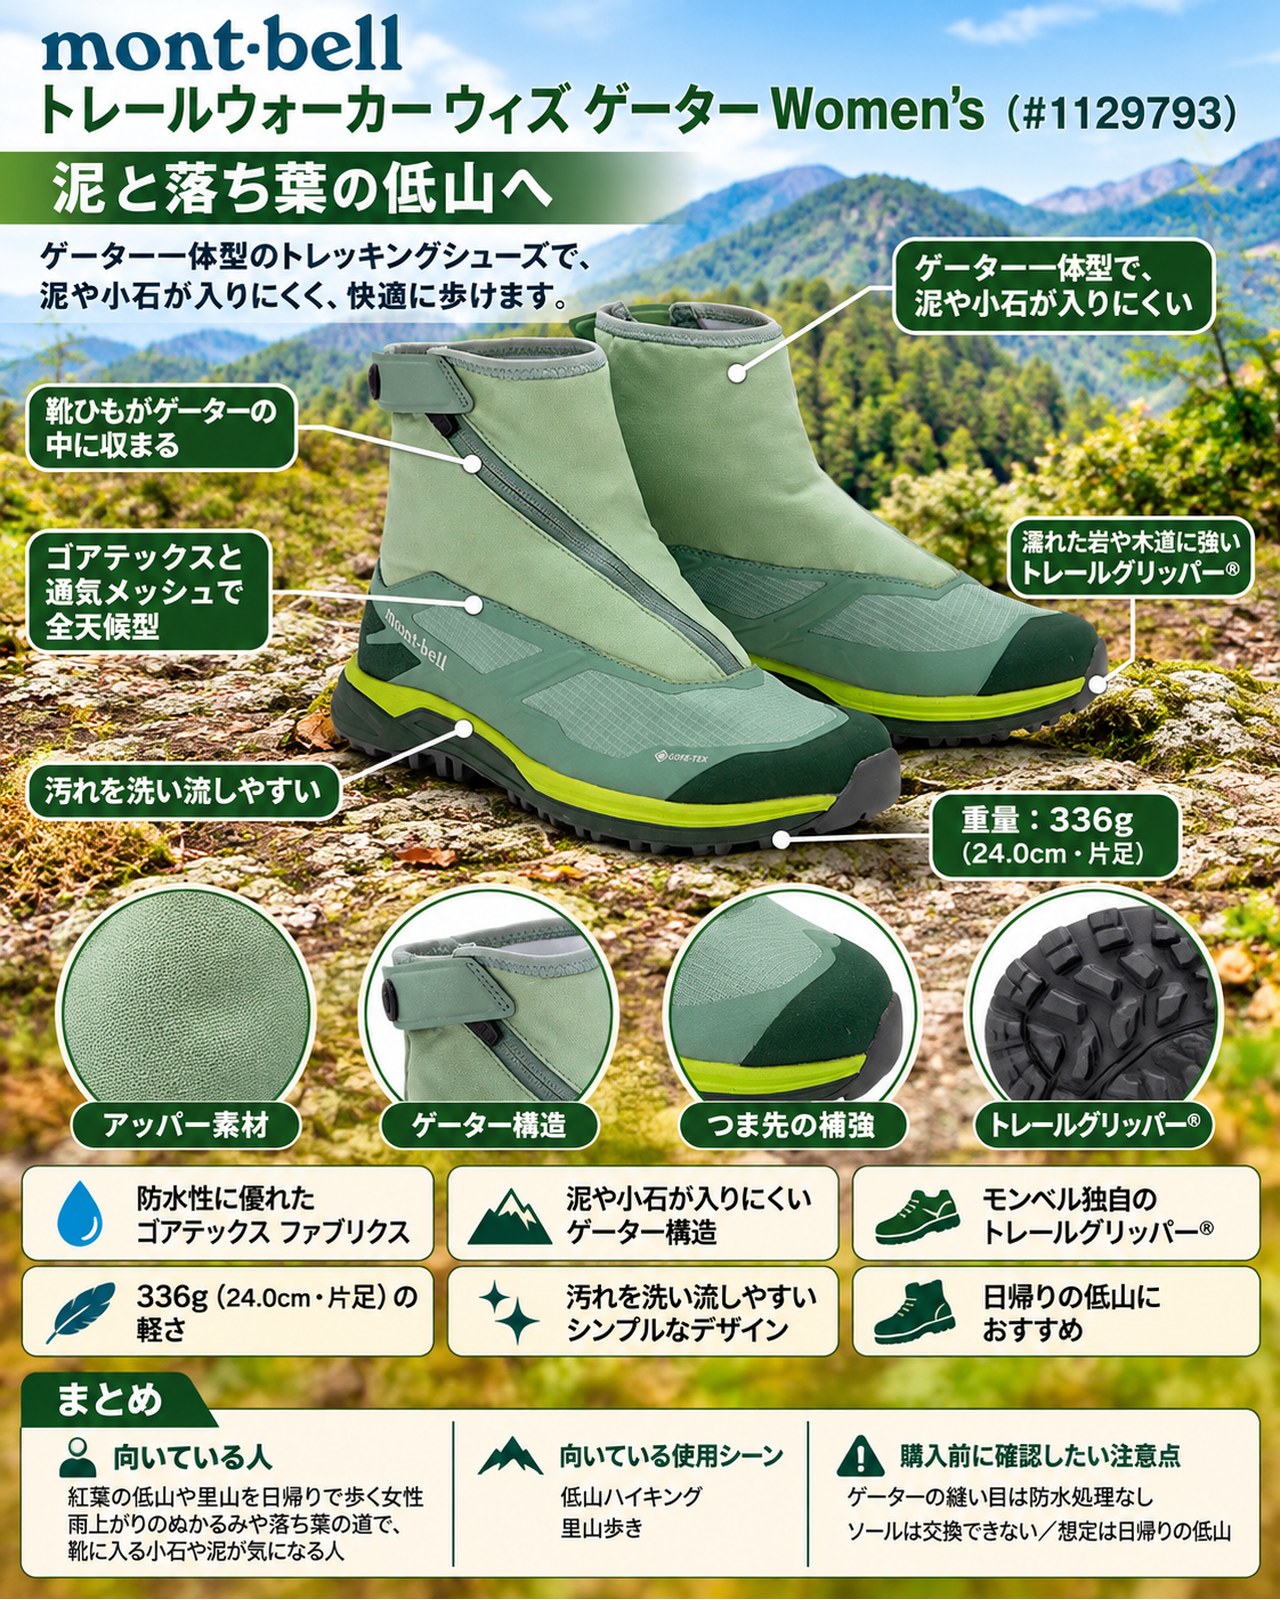 mont·bell
トレールウォーカー ウィズ ゲーター Women's (#1129793)
泥と落ち葉の低山へ
ゲーター一体型のトレッキングシューズで、
泥や小石が入りにくく、快適に歩けます。
ゲーター一体型で、
泥や小石が入りにくい
靴ひもがゲーターの
中に収まる
ゴアテックスと
通気メッシュで
全天候型
濡れた岩や木道に強い
トレールグリッパー®
汚れを洗い流しやすい
重量：336g
(24.0cm・片足)
mont-bell
GORE-TEX
アッパー素材
ゲーター構造
つま先の補強
トレールグリッパー®
防水性に優れた
ゴアテックス ファブリクス
泥や小石が入りにくい
ゲーター構造
モンベル独自の
トレールグリッパー®
336g (24.0cm・片足) の
軽さ
汚れを洗い流しやすい
シンプルなデザイン
日帰りの低山に
おすすめ
まとめ
向いている人
紅葉の低山や里山を日帰りで歩く女性
雨上がりのぬかるみや落ち葉の道で、
靴に入る小石や泥が気になる人
向いている使用シーン
低山ハイキング
里山歩き
購入前に確認したい注意点
ゲーターの縫い目は防水処理なし
ソールは交換できない／想定は日帰りの低山